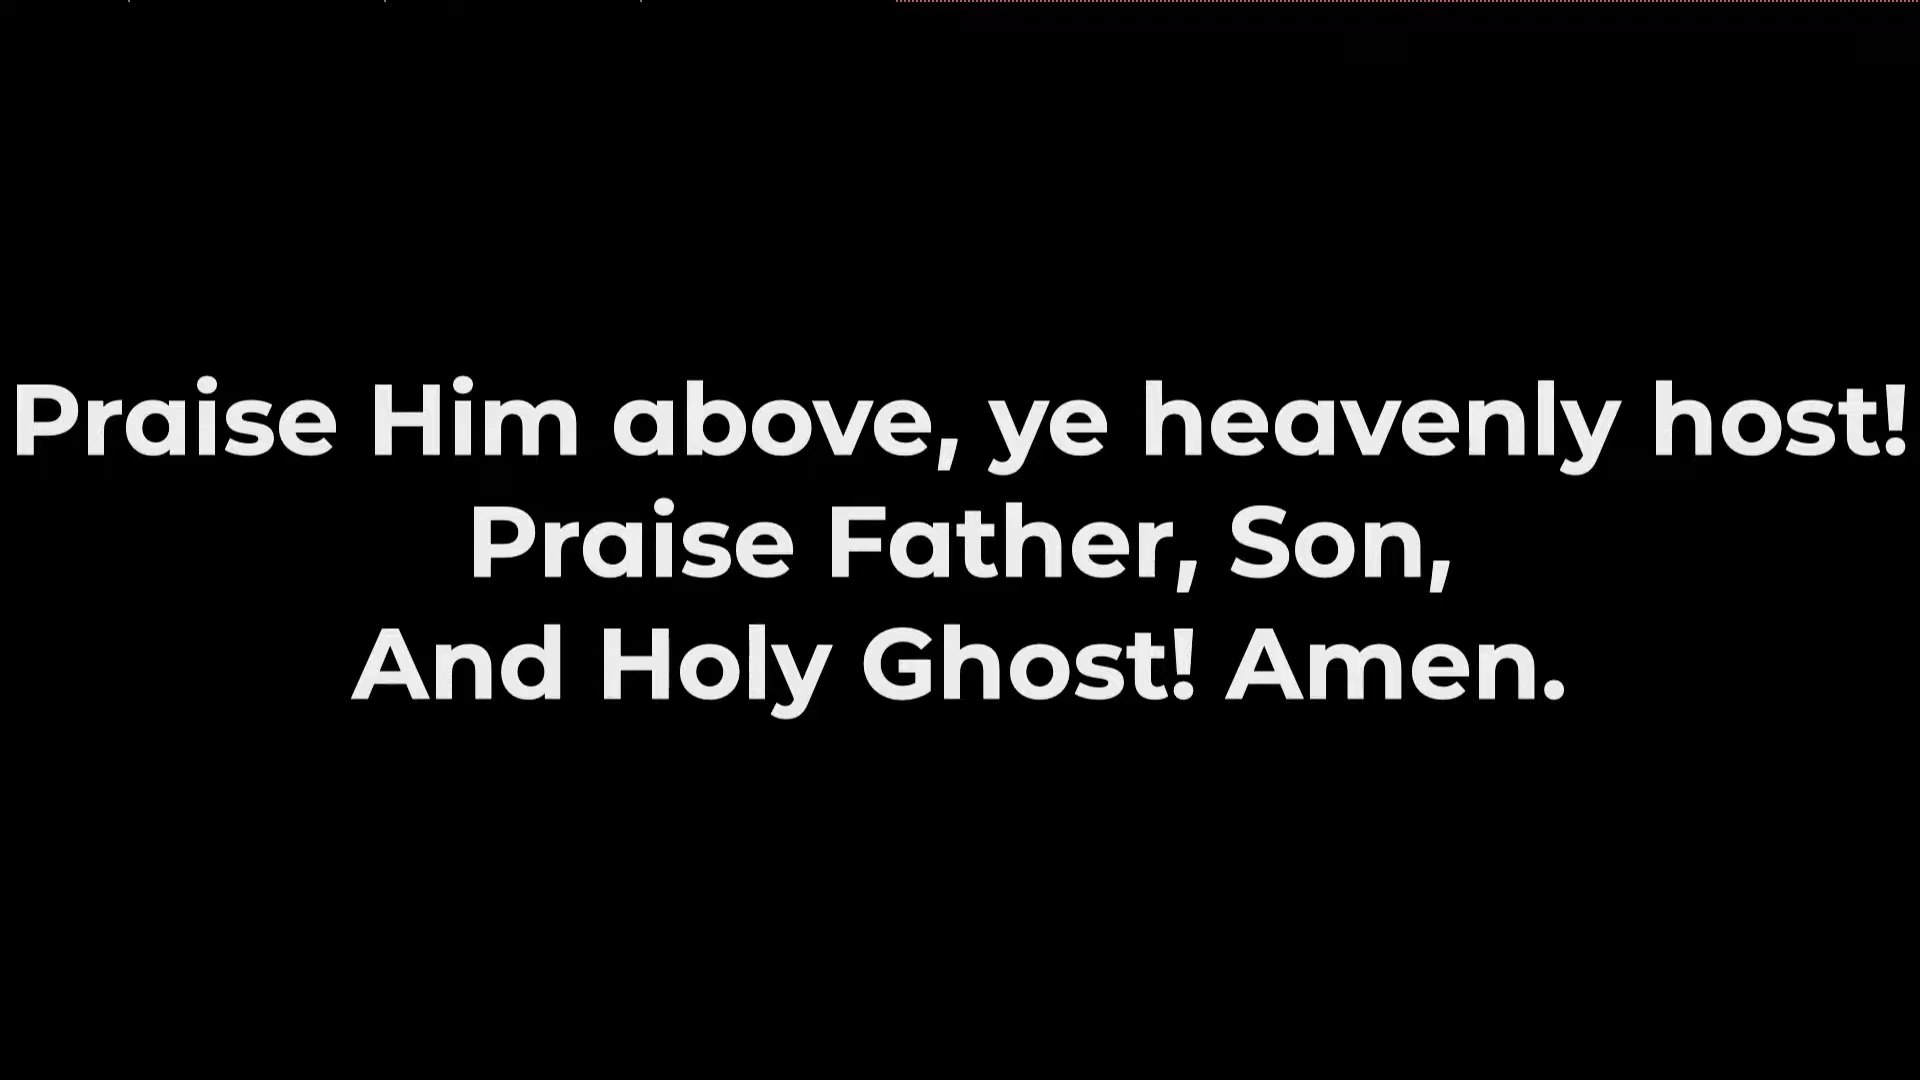 Praise Him above, ye heavenly host!
Praise Father, Son,
And Holy Ghost! Amen.